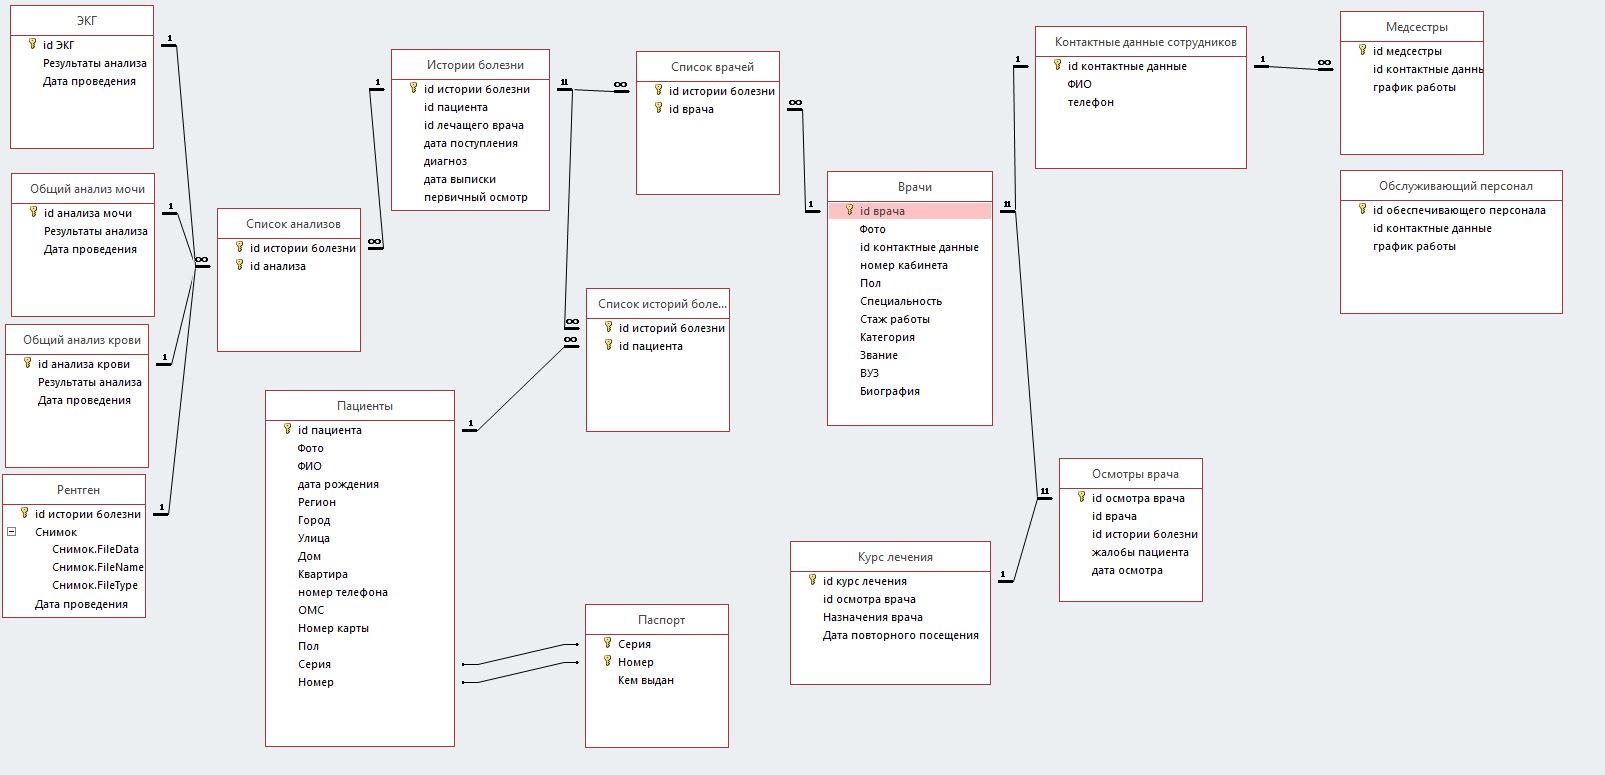 ЭКГ
id ЭКГ
Результаты анализа
Дата проведения
Общий анализ мочи
id анализа мочи
Результаты анализа
Дата проведения
Общий анализ крови
id анализа крови
Результаты анализа
Дата проведения
Рентген
id истории болезни
Снимок
Снимок.FileData
Снимок.FileName
Снимок.FileType
Дата проведения
Список анализов
id истории болезни
id анализа
Истории болезни
id истории болезни
id пациента
id лечащего врача
дата поступления
диагноз
дата выписки
первичный осмотр
Список врачей
id истории болезни
id врача
Список историй боле...
id историй болезни
id пациента
Пациенты
id пациента
Фото
ФИО
дата рождения
Регион
Город
Улица
Дом
Квартира
номер телефона
ОМС
Номер карты
Пол
Серия
Номер
Паспорт
Серия
Номер
Кем выдан
Врачи
id врача
Фото
id контактные данные
номер кабинета
Пол
Специальность
Стаж работы
Категория
Звание
ВУЗ
Биография
Контактные данные сотрудников
id контактные данные
ФИО
телефон
Медсестры
id медсестры
id контактные данны
график работы
Обслуживающий персонал
id обеспечивающего персонала
id контактные данные
график работы
Осмотры врача
id осмотра врача
id врача
id истории болезни
жалобы пациента
дата осмотра
Курс лечения
id курс лечения
id осмотра врача
Назначения врача
Дата повторного посещения
1
1
1
1
∞
1
∞
1 1
∞
∞
∞
1
∞
1
1 1
1
1
∞
1 1
1